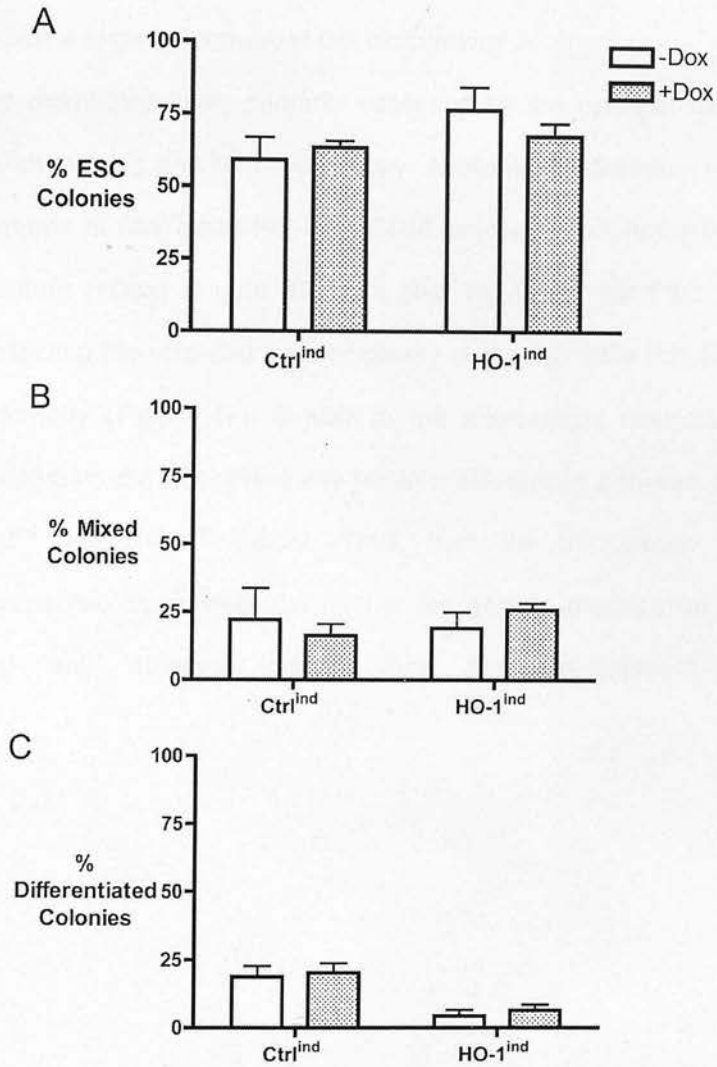 A
-Dox
+Dox
100
75
50
25
0
% ESC
Colonies
Ctrl^ind
HO-1^ind
B
100
75
50
25
0
% Mixed
Colonies
Ctrl^ind
HO-1^ind
C
100
75
50
25
0
%
Differentiated
Colonies
Ctrl^ind
HO-1^ind